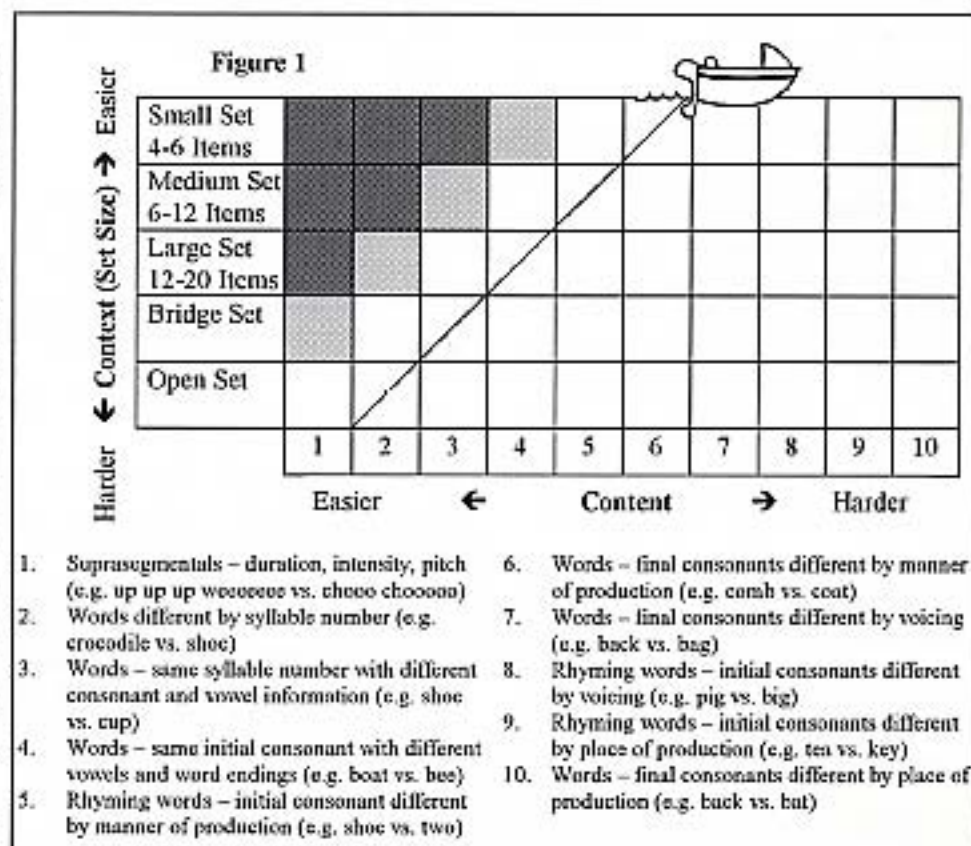 Figure 1
Harder ← Context (Set Size) → Easier
Small Set
4-6 Items
Medium Set
6-12 Items
Large Set
12-20 Items
Bridge Set
Open Set
1 2 3 4 5 6 7 8 9 10
Easier ← Content → Harder
1. Suprasegmentals – duration, intensity, pitch
(e.g. up up up weeeeeee vs. chooo choooooo)
2. Words different by syllable number (e.g.
crocodile vs. shoe)
3. Words – same syllable number with different
consonant and vowel information (e.g. shoe
vs. cup)
4. Words – same initial consonant with different
vowels and word endings (e.g. boat vs. bee)
5. Rhyming words – initial consonant different
by manner of production (e.g. shoe vs. two)
6. Words – final consonants different by manner
of production (e.g. comb vs. coat)
7. Words – final consonants different by voicing
(e.g. back vs. bag)
8. Rhyming words – initial consonants different
by voicing (e.g. pig vs. big)
9. Rhyming words – initial consonants different
by place of production (e.g. tea vs. key)
10. Words – final consonants different by place of
production (e.g. back vs. bat)